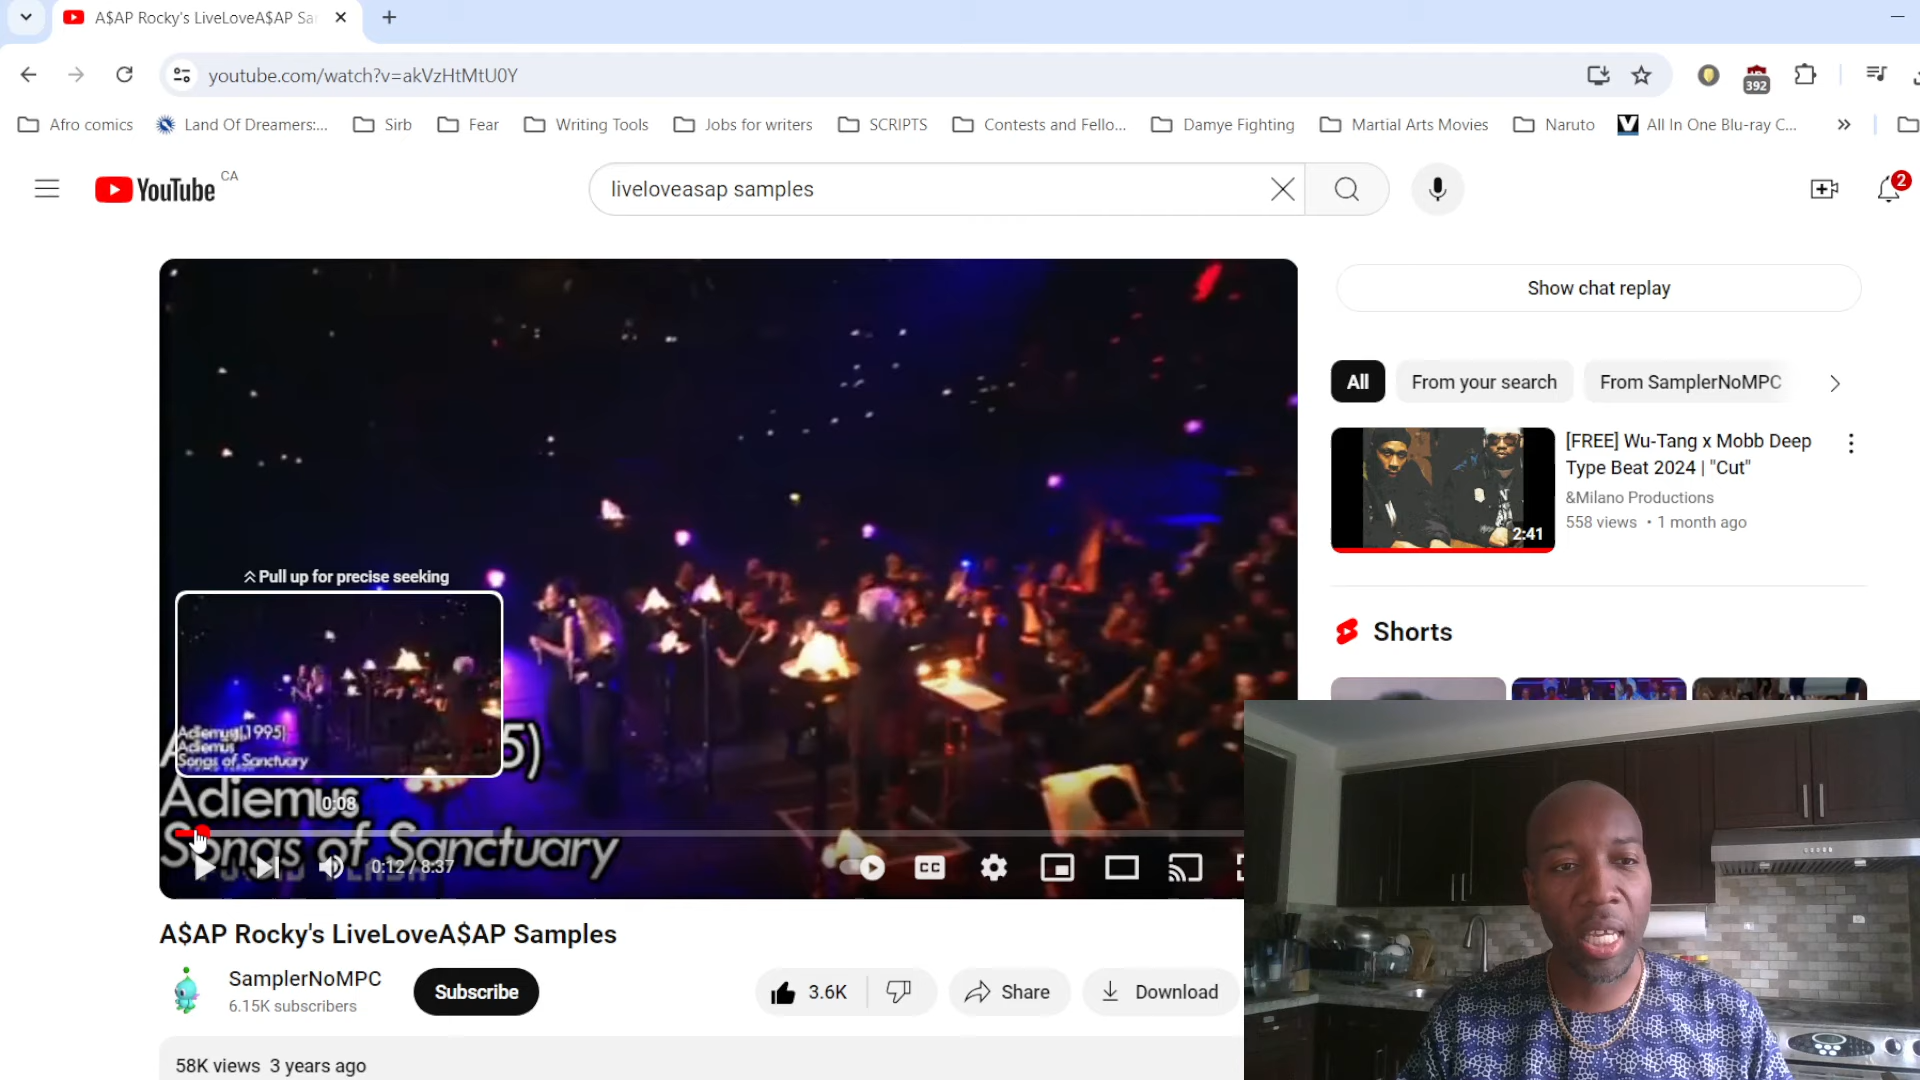 A$AP Rocky's LiveLoveA$AP Sa
youtube.com/watch?v=akVzHtMtU0Y
392
Afro comics
Land Of Dreamers:...
Sirb
Fear
Writing Tools
Jobs for writers
SCRIPTS
Contests and Fello...
Damye Fighting
Martial Arts Movies
Naruto
All In One Blu-ray C...
YouTube CA
liveloveasap samples
2
Show chat replay
All
From your search
From SamplerNoMPC
[FREE] Wu-Tang x Mobb Deep
Type Beat 2024 | "Cut"
&Milano Productions
558 views • 1 month ago
2:41
Shorts
Pull up for precise seeking
Adiemus(1995)
Adiemus
Songs of Sanctuary
5)
Adiemus
0:08
Songs of Sanctuary
0:12 / 8:37
CC
A$AP Rocky's LiveLoveA$AP Samples
SamplerNoMPC
6.15K subscribers
Subscribe
3.6K
Share
Download
58K views 3 years ago